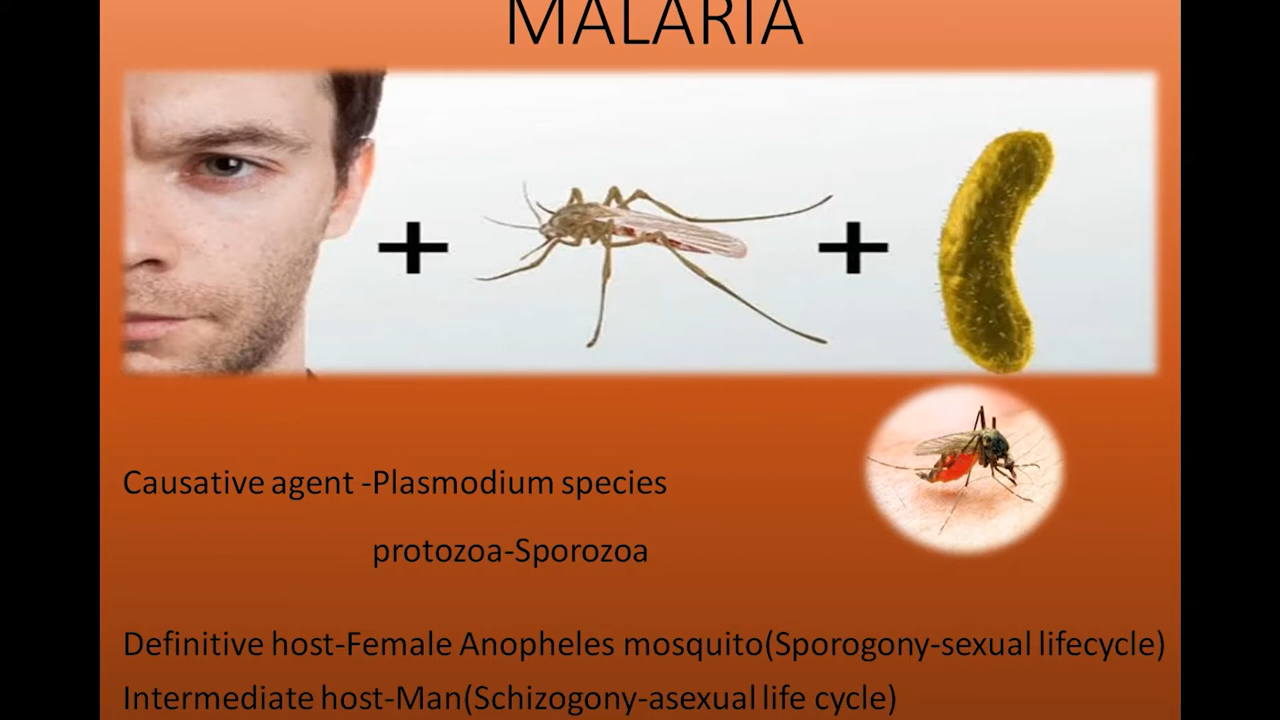 MALARIA
Causative agent -Plasmodium species
protozoa-Sporozoa
Definitive host-Female Anopheles mosquito(Sporogony-sexual lifecycle)
Intermediate host-Man(Schizogony-asexual life cycle)